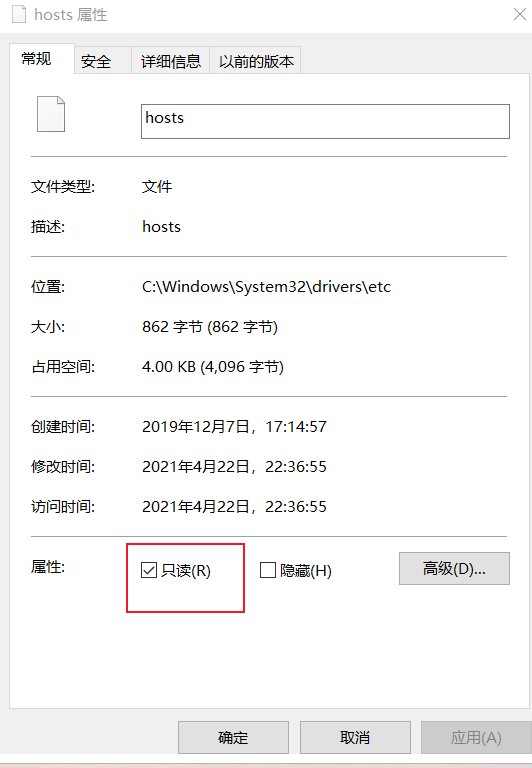 hosts 属性
常规 安全 详细信息 以前的版本
hosts
文件类型: 文件
描述: hosts
位置: C:\Windows\System32\drivers\etc
大小: 862 字节 (862 字节)
占用空间: 4.00 KB (4,096 字节)
创建时间: 2019年12月7日，17:14:57
修改时间: 2021年4月22日，22:36:55
访问时间: 2021年4月22日，22:36:55
属性: 只读(R) 隐藏(H) 高级(D)...
确定 取消 应用(A)